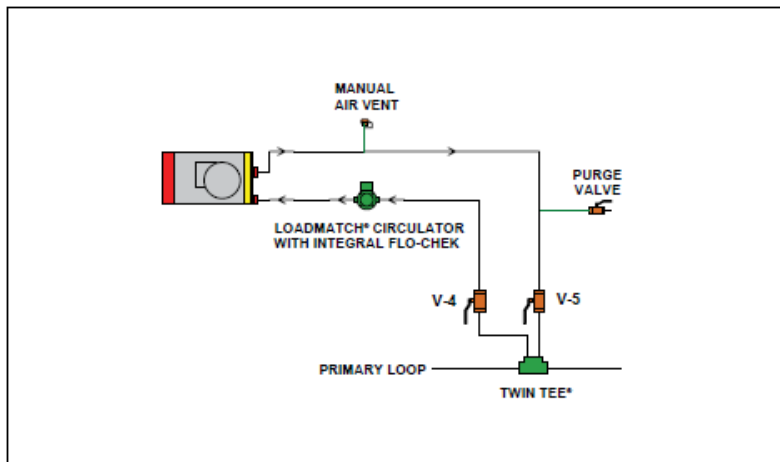 MANUAL
AIR VENT
PURGE
VALVE
LOADMATCH® CIRCULATOR
WITH INTEGRAL FLO-CHEK
V-4
V-5
PRIMARY LOOP
TWIN TEE®